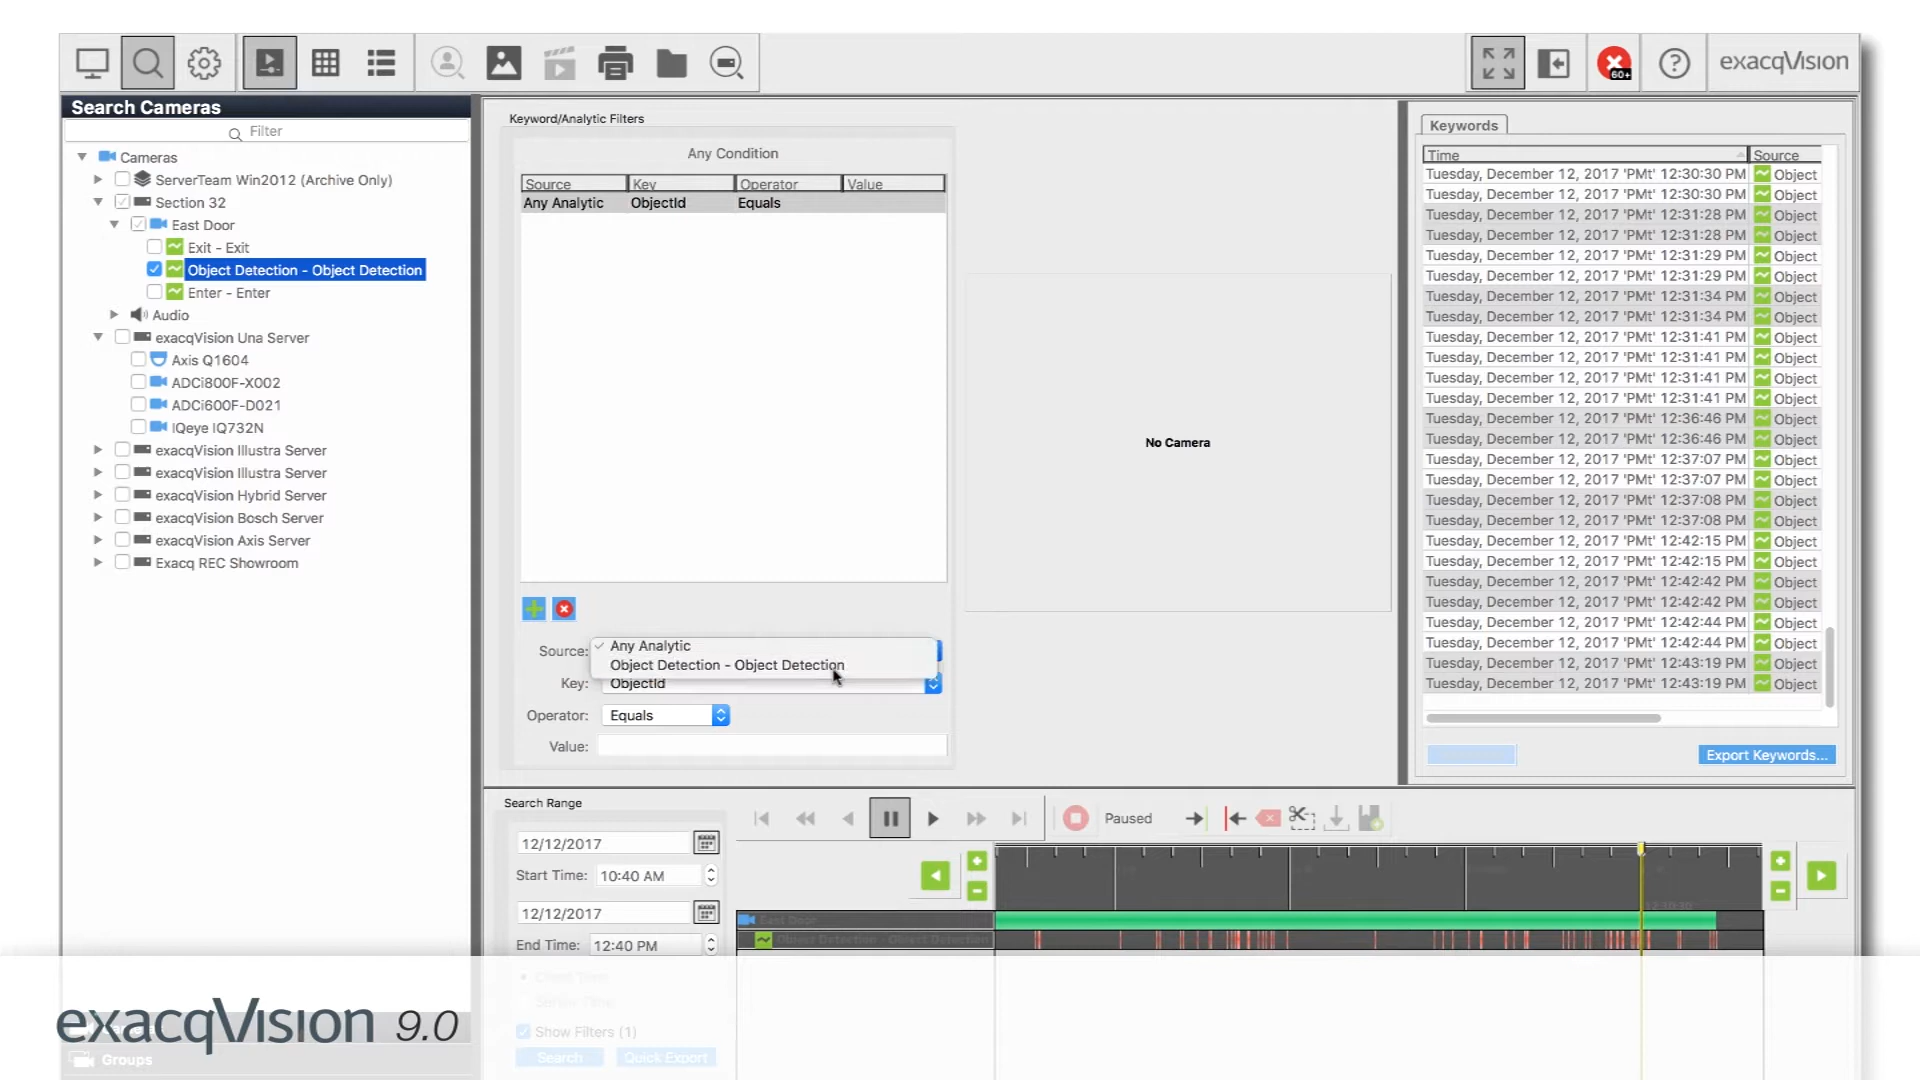 60+
exacqVision
Search Cameras
Filter
Cameras
ServerTeam Win2012 (Archive Only)
Section 32
East Door
Exit - Exit
Object Detection - Object Detection
Enter - Enter
Audio
exacqVision Una Server
Axis Q1604
ADCi800F-X002
ADCi600F-D021
IQeye IQ732N
exacqVision Illustra Server
exacqVision Illustra Server
exacqVision Hybrid Server
exacqVision Bosch Server
exacqVision Axis Server
Exacq REC Showroom
Keyword/Analytic Filters
Any Condition
Source Key Operator Value
Any Analytic ObjectId Equals
Source: Any Analytic
Object Detection - Object Detection
Key: ObjectId
Operator: Equals
Value:
No Camera
Keywords
Time Source
Tuesday, December 12, 2017 'PMt' 12:30:30 PM Object
Tuesday, December 12, 2017 'PMt' 12:30:30 PM Object
Tuesday, December 12, 2017 'PMt' 12:31:28 PM Object
Tuesday, December 12, 2017 'PMt' 12:31:28 PM Object
Tuesday, December 12, 2017 'PMt' 12:31:29 PM Object
Tuesday, December 12, 2017 'PMt' 12:31:29 PM Object
Tuesday, December 12, 2017 'PMt' 12:31:34 PM Object
Tuesday, December 12, 2017 'PMt' 12:31:34 PM Object
Tuesday, December 12, 2017 'PMt' 12:31:41 PM Object
Tuesday, December 12, 2017 'PMt' 12:31:41 PM Object
Tuesday, December 12, 2017 'PMt' 12:31:41 PM Object
Tuesday, December 12, 2017 'PMt' 12:31:41 PM Object
Tuesday, December 12, 2017 'PMt' 12:36:46 PM Object
Tuesday, December 12, 2017 'PMt' 12:36:46 PM Object
Tuesday, December 12, 2017 'PMt' 12:37:07 PM Object
Tuesday, December 12, 2017 'PMt' 12:37:07 PM Object
Tuesday, December 12, 2017 'PMt' 12:37:08 PM Object
Tuesday, December 12, 2017 'PMt' 12:37:08 PM Object
Tuesday, December 12, 2017 'PMt' 12:42:15 PM Object
Tuesday, December 12, 2017 'PMt' 12:42:15 PM Object
Tuesday, December 12, 2017 'PMt' 12:42:42 PM Object
Tuesday, December 12, 2017 'PMt' 12:42:42 PM Object
Tuesday, December 12, 2017 'PMt' 12:42:44 PM Object
Tuesday, December 12, 2017 'PMt' 12:42:44 PM Object
Tuesday, December 12, 2017 'PMt' 12:43:19 PM Object
Tuesday, December 12, 2017 'PMt' 12:43:19 PM Object
Export Keywords...
Search Range
12/12/2017
Start Time: 10:40 AM
12/12/2017
End Time: 12:40 PM
Show Filters (1)
Search Quick Export
Paused
East Door
Object Detection - Object Detection
exacqVision 9.0
Groups